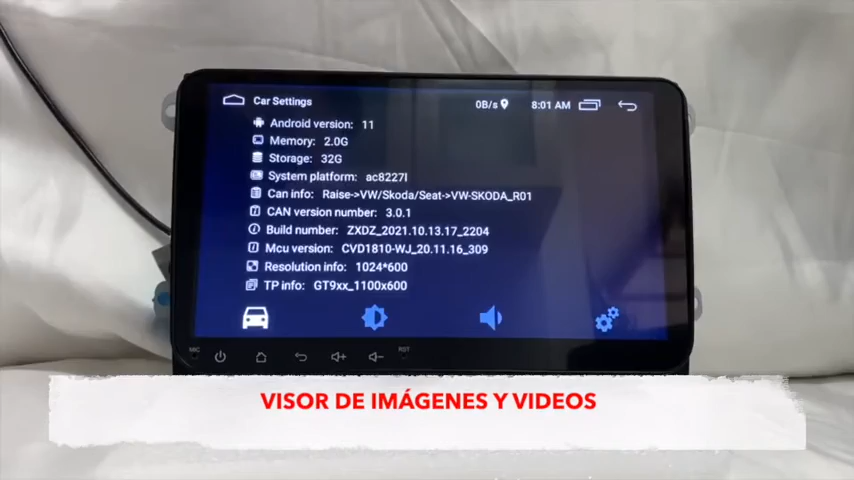 Car Settings
0B/s
8:01 AM
Android version: 11
Memory: 2.0G
Storage: 32G
System platform: ac8227l
Can info: Raise->VW/Skoda/Seat->VW-SKODA_R01
CAN version number: 3.0.1
Build number: ZXDZ_2021.10.13.17_2204
Mcu version: CVD1810-WJ_20.11.16_309
Resolution info: 1024*600
TP info: GT9xx_1100x600
MIC
RST
VISOR DE IMÁGENES Y VIDEOS